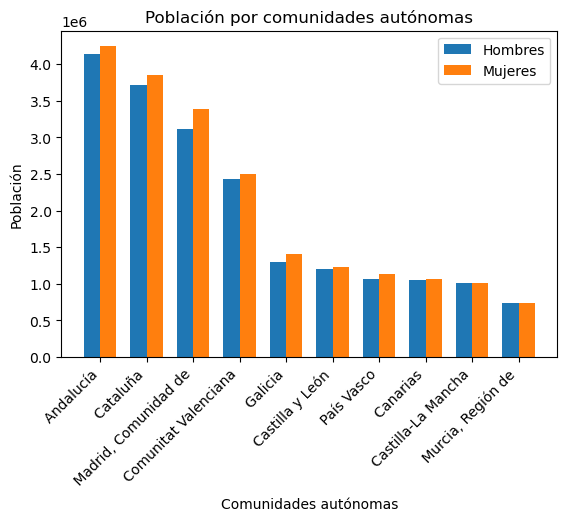 Población por comunidades autónomas
1e6
Hombres
Mujeres
4.0
3.5
3.0
2.5
2.0
1.5
1.0
0.5
0.0
Población
Andalucía
Cataluña
Madrid, Comunidad de
Comunitat Valenciana
Galicia
Castilla y León
País Vasco
Canarias
Castilla-La Mancha
Murcia, Región de
Comunidades autónomas